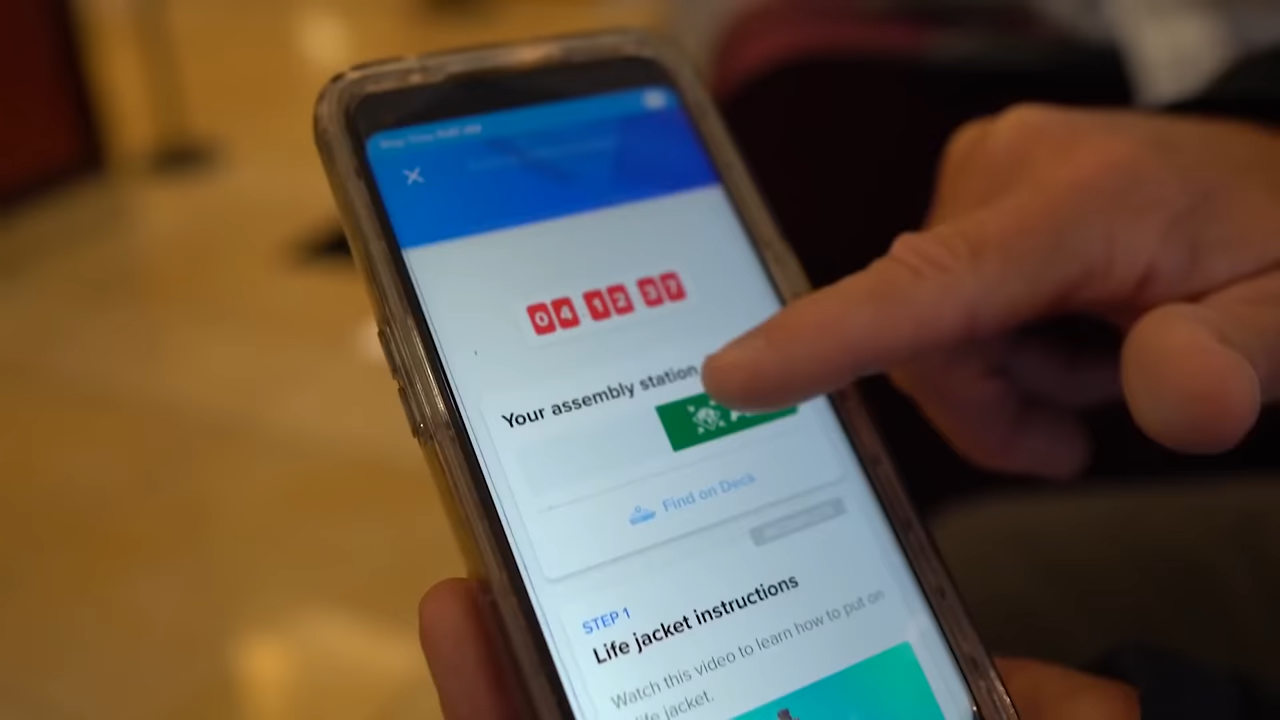 04 12 37
Your assembly station
Find on Deck
STEP 1
Life jacket instructions
Watch this video to learn how to put on
life jacket.